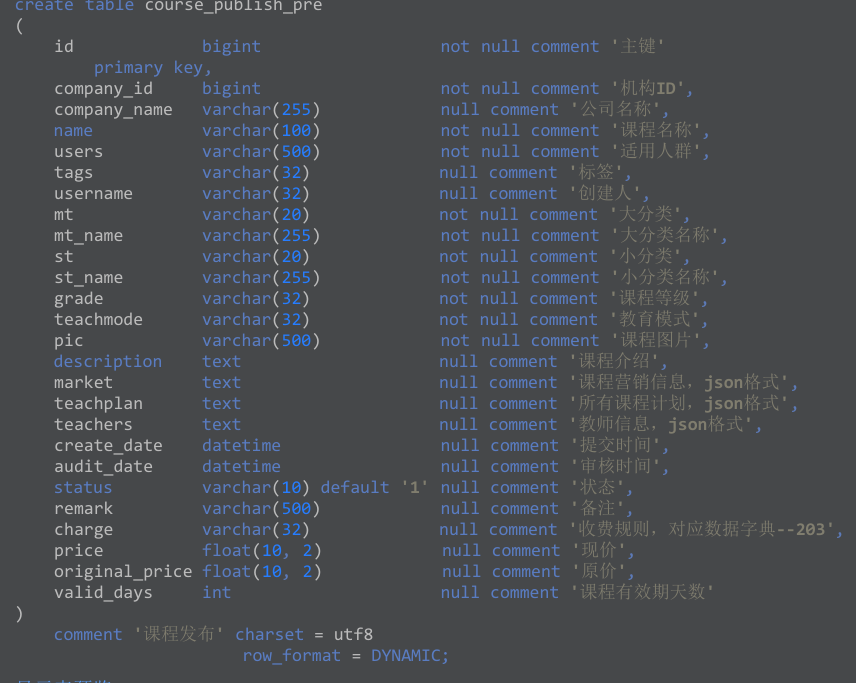 create table course_publish_pre
(
id bigint not null comment '主键'
primary key,
company_id bigint not null comment '机构ID',
company_name varchar(255) null comment '公司名称',
name varchar(100) not null comment '课程名称',
users varchar(500) not null comment '适用人群',
tags varchar(32) null comment '标签',
username varchar(32) null comment '创建人',
mt varchar(20) not null comment '大分类',
mt_name varchar(255) not null comment '大分类名称',
st varchar(20) not null comment '小分类',
st_name varchar(255) not null comment '小分类名称',
grade varchar(32) not null comment '课程等级',
teachmode varchar(32) not null comment '教育模式',
pic varchar(500) not null comment '课程图片',
description text null comment '课程介绍',
market text null comment '课程营销信息，json格式',
teachplan text null comment '所有课程计划，json格式',
teachers text null comment '教师信息，json格式',
create_date datetime null comment '提交时间',
audit_date datetime null comment '审核时间',
status varchar(10) default '1' null comment '状态',
remark varchar(500) null comment '备注',
charge varchar(32) null comment '收费规则，对应数据字典--203',
price float(10, 2) null comment '现价',
original_price float(10, 2) null comment '原价',
valid_days int null comment '课程有效期天数'
)
comment '课程发布' charset = utf8
row_format = DYNAMIC;